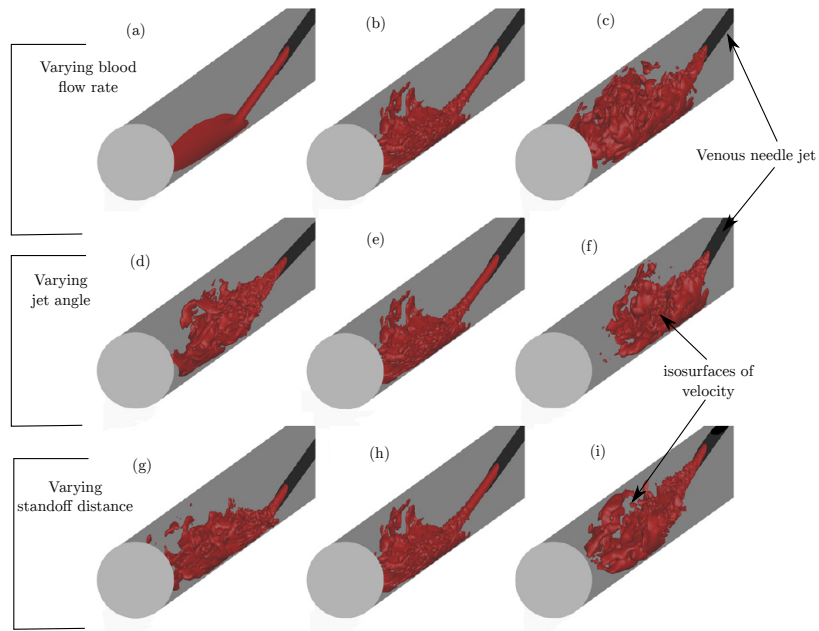 (a)
(b)
(c)
Varying blood
flow rate
Venous needle jet
(d)
(e)
(f)
Varying
jet angle
isosurfaces of
velocity
(g)
(h)
(i)
Varying
standoff distance